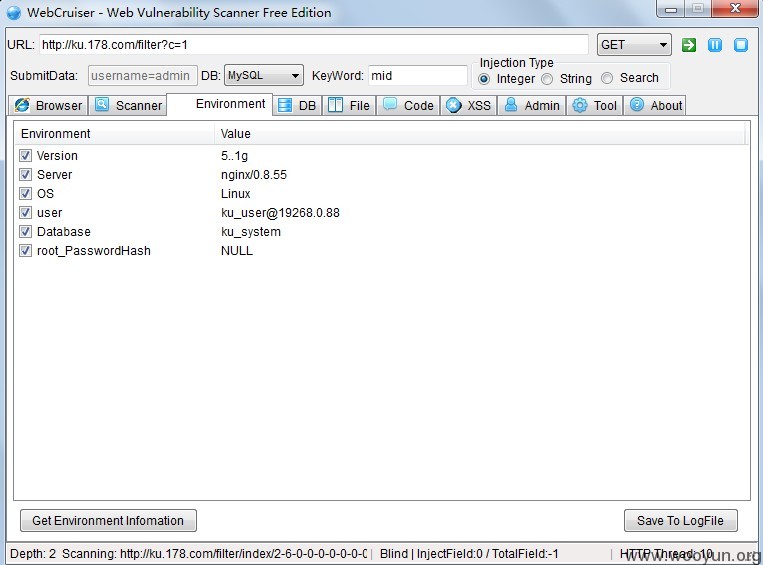 WebCruiser - Web Vulnerability Scanner Free Edition
URL: http://ku.178.com/filter?c=1 GET
SubmitData: username=admin DB: MySQL KeyWord: mid Injection Type Integer String Search
Browser Scanner Environment DB File Code XSS Admin Tool About
Environment Value
Version 5..1g
Server nginx/0.8.55
OS Linux
user ku_user@19268.0.88
Database ku_system
root_PasswordHash NULL
Get Environment Infomation Save To LogFile
Depth: 2 Scanning: http://ku.178.com/filter/index/2-6-0-0-0-0-0-0-0 Blind | InjectField:0 / TotalField:-1 HTTP Thread: 10
www.wooyun.org